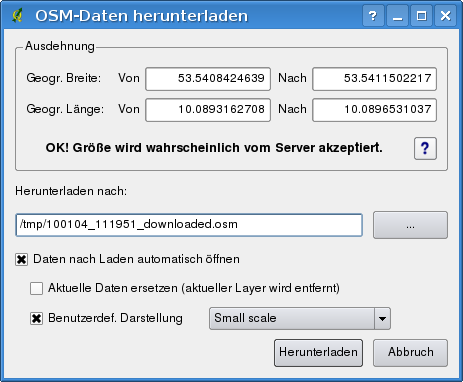 OSM-Daten herunterladen
Ausdehnung
Geogr. Breite: Von 53.5408424639 Nach 53.5411502217
Geogr. Länge: Von 10.0893162708 Nach 10.0896531037
OK! Größe wird wahrscheinlich vom Server akzeptiert. ?
Herunterladen nach:
/tmp/100104_111951_downloaded.osm ...
Daten nach Laden automatisch öffnen
Aktuelle Daten ersetzen (aktueller Layer wird entfernt)
Benutzerdef. Darstellung Small scale
Herunterladen Abbruch